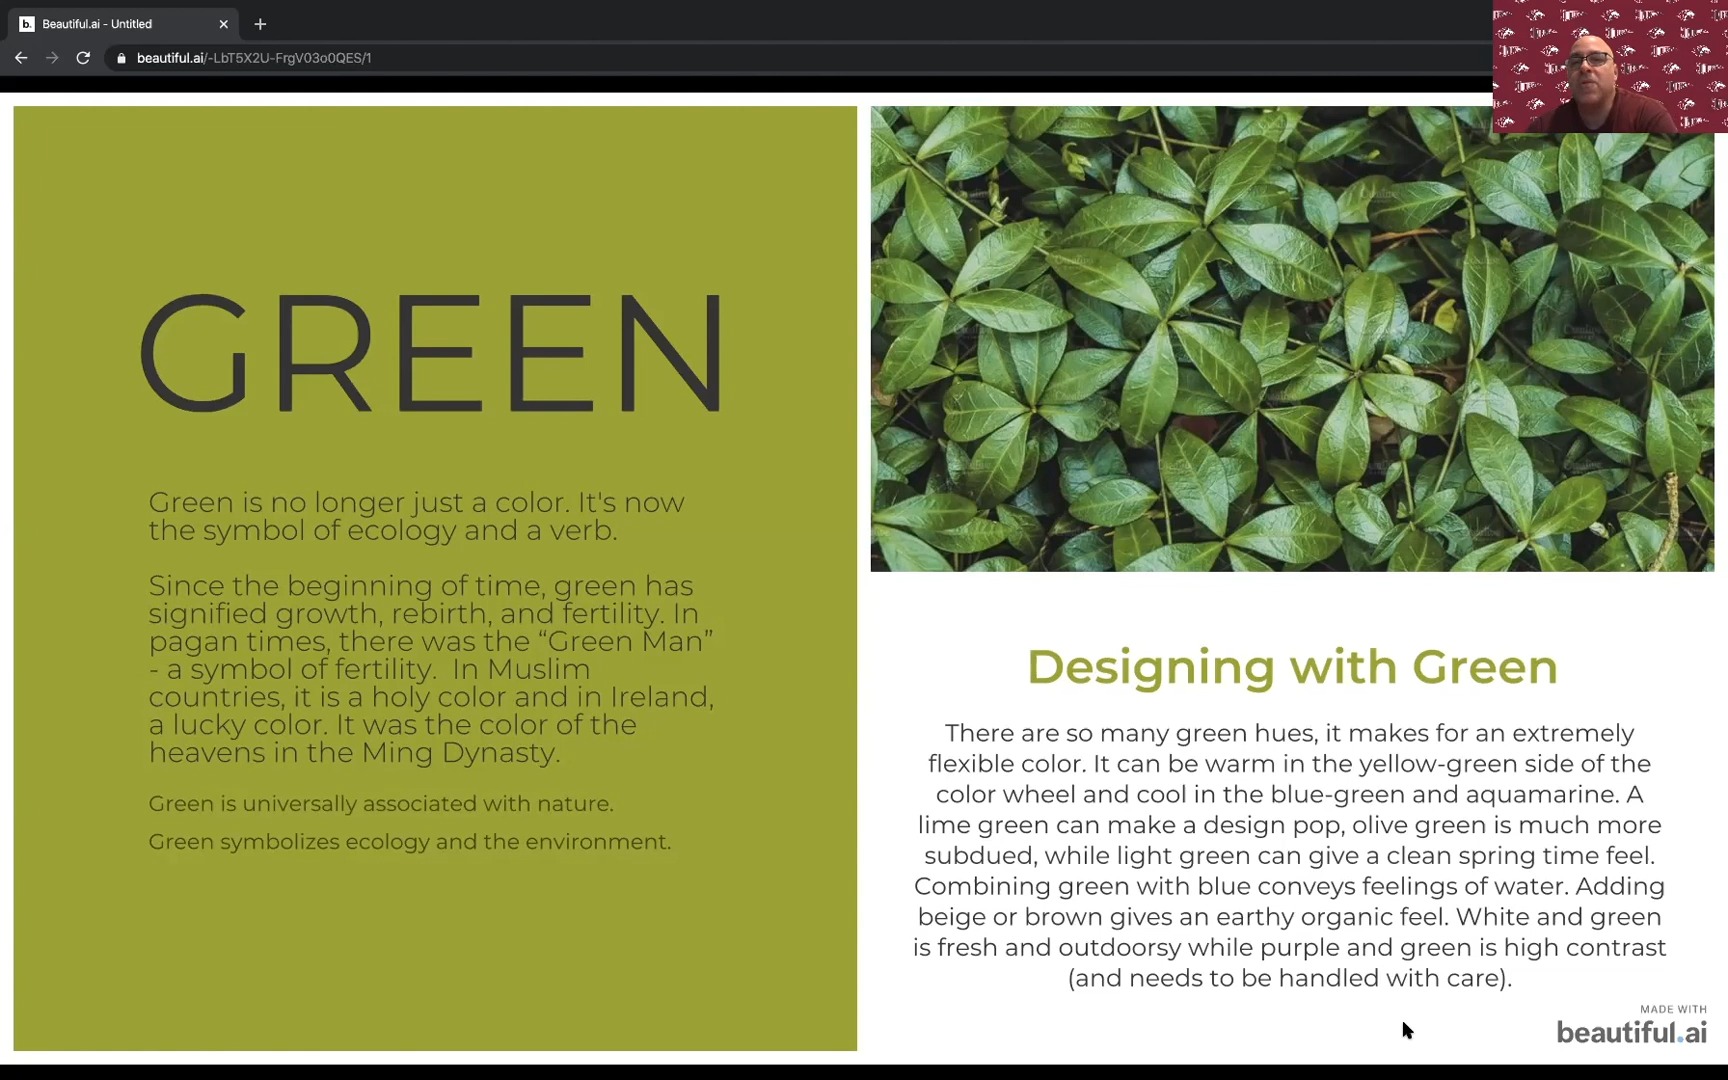 Beautiful.ai - Untitled
beautiful.ai/-LbT5X2U-FrgV03o0QES/1
GREEN
Green is no longer just a color. It's now
the symbol of ecology and a verb.
Since the beginning of time, green has
signified growth, rebirth, and fertility. In
pagan times, there was the “Green Man”
- a symbol of fertility.  In Muslim
countries, it is a holy color and in Ireland,
a lucky color. It was the color of the
heavens in the Ming Dynasty.
Green is universally associated with nature.
Green symbolizes ecology and the environment.
Designing with Green
There are so many green hues, it makes for an extremely
flexible color. It can be warm in the yellow-green side of the
color wheel and cool in the blue-green and aquamarine. A
lime green can make a design pop, olive green is much more
subdued, while light green can give a clean spring time feel.
Combining green with blue conveys feelings of water. Adding
beige or brown gives an earthy organic feel. White and green
is fresh and outdoorsy while purple and green is high contrast
(and needs to be handled with care).
MADE WITH
beautiful.ai